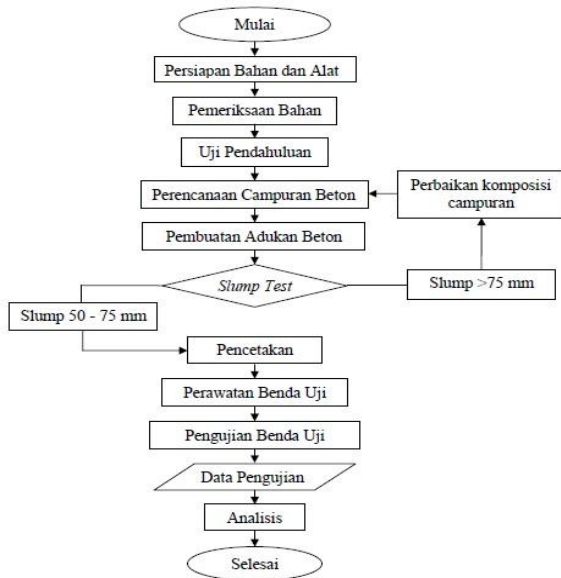 Mulai
Persiapan Bahan dan Alat
Pemeriksaan Bahan
Uji Pendahuluan
Perencanaan Campuran Beton
Perbaikan komposisi
campuran
Pembuatan Adukan Beton
Slump Test
Slump >75 mm
Slump 50 - 75 mm
Pencetakan
Perawatan Benda Uji
Pengujian Benda Uji
Data Pengujian
Analisis
Selesai